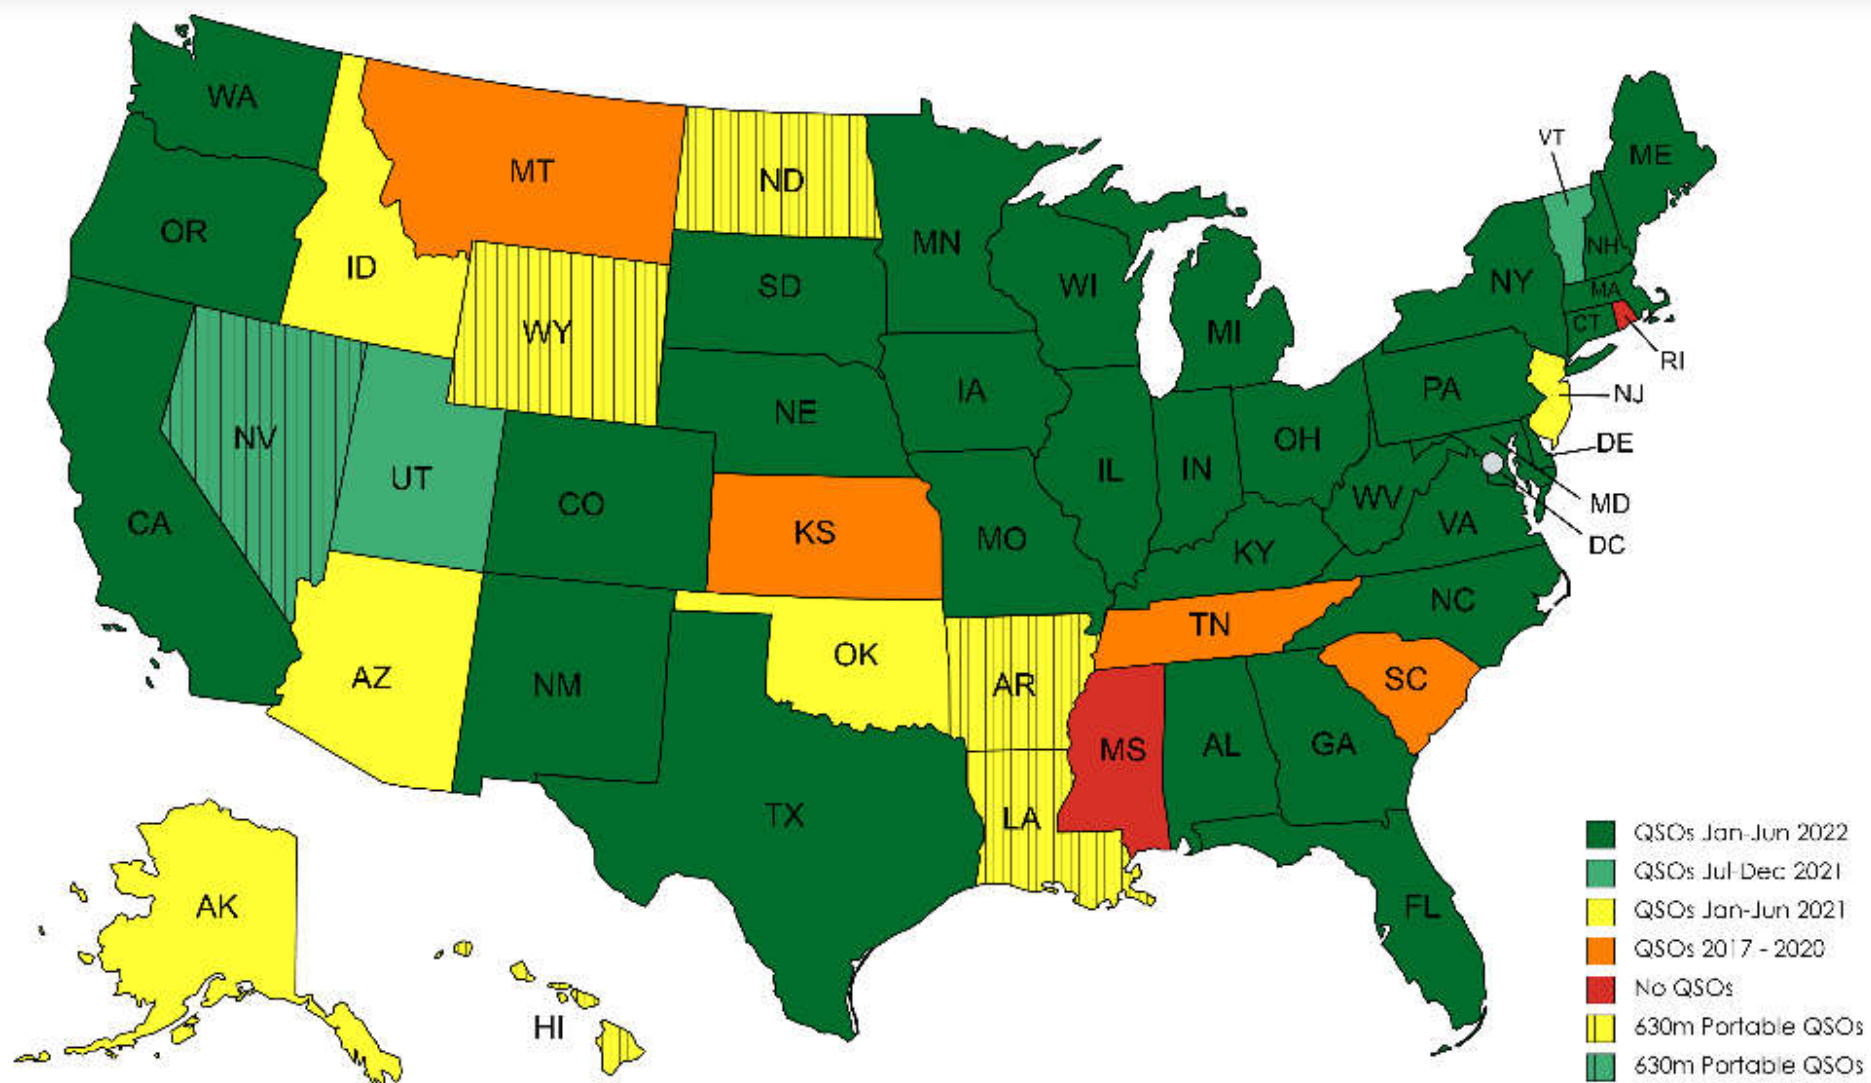 WA
MT
ND
VT
ME
OR
ID
MN
NH
SD
WI
NY
MA
WY
MI
CT
RI
IA
PA
NJ
NE
NV
OH
DE
UT
IL
IN
CO
WV
MD
CA
KS
MO
VA
DC
KY
NC
TN
OK
AZ
NM
AR
SC
MS
AL
GA
TX
LA
AK
FL
HI
QSOs Jan-Jun 2022
QSOs Jul-Dec 2021
QSOs Jan-Jun 2021
QSOs 2017 - 2020
No QSOs
630m Portable QSOs
630m Portable QSOs